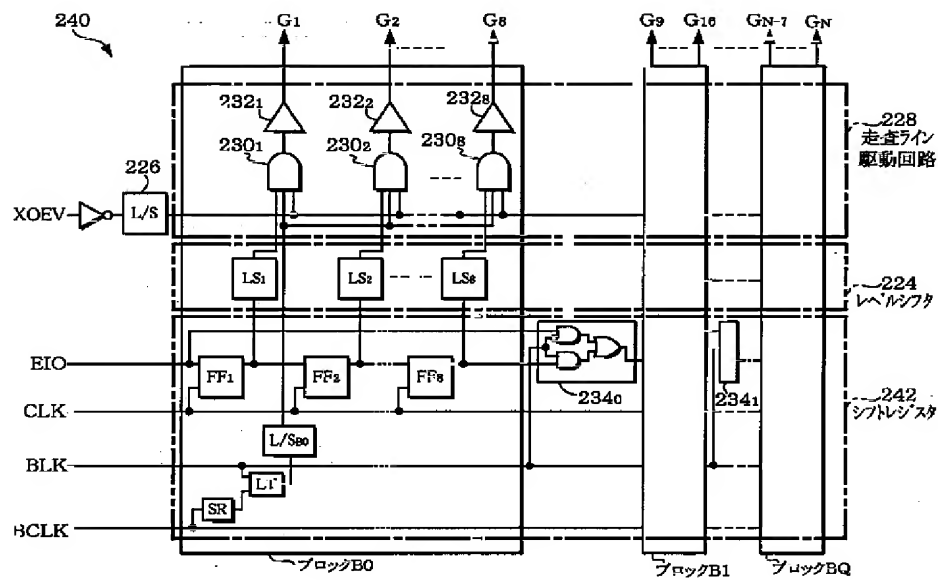 240
G1 G2 G8 G9 G16 GN-7 GN
2321 2322 2328
228
走査ライン
駆動回路
2301 2302 2308
226
XOEV
L/S
LS1 LS2 LS8
224
レベルシフタ
EIO
FF1 FF2 FF8
2340 2341
242
シフトレジスタ
CLK
L/SB0
BLK
LT
SR
BCLK
ブロックB0 ブロックB1 ブロックBQ